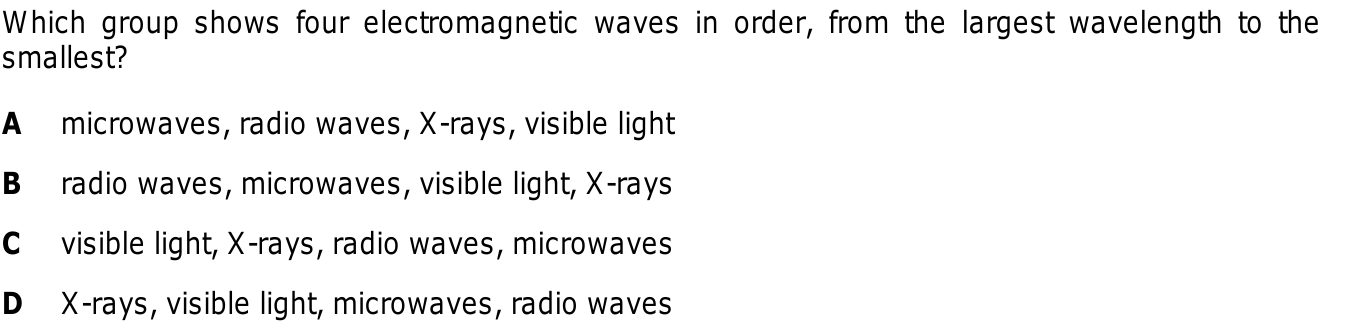 Which group shows four electromagnetic waves in order, from the largest wavelength to the
smallest?
A microwaves, radio waves, X-rays, visible light
B radio waves, microwaves, visible light, X-rays
C visible light, X-rays, radio waves, microwaves
D X-rays, visible light, microwaves, radio waves